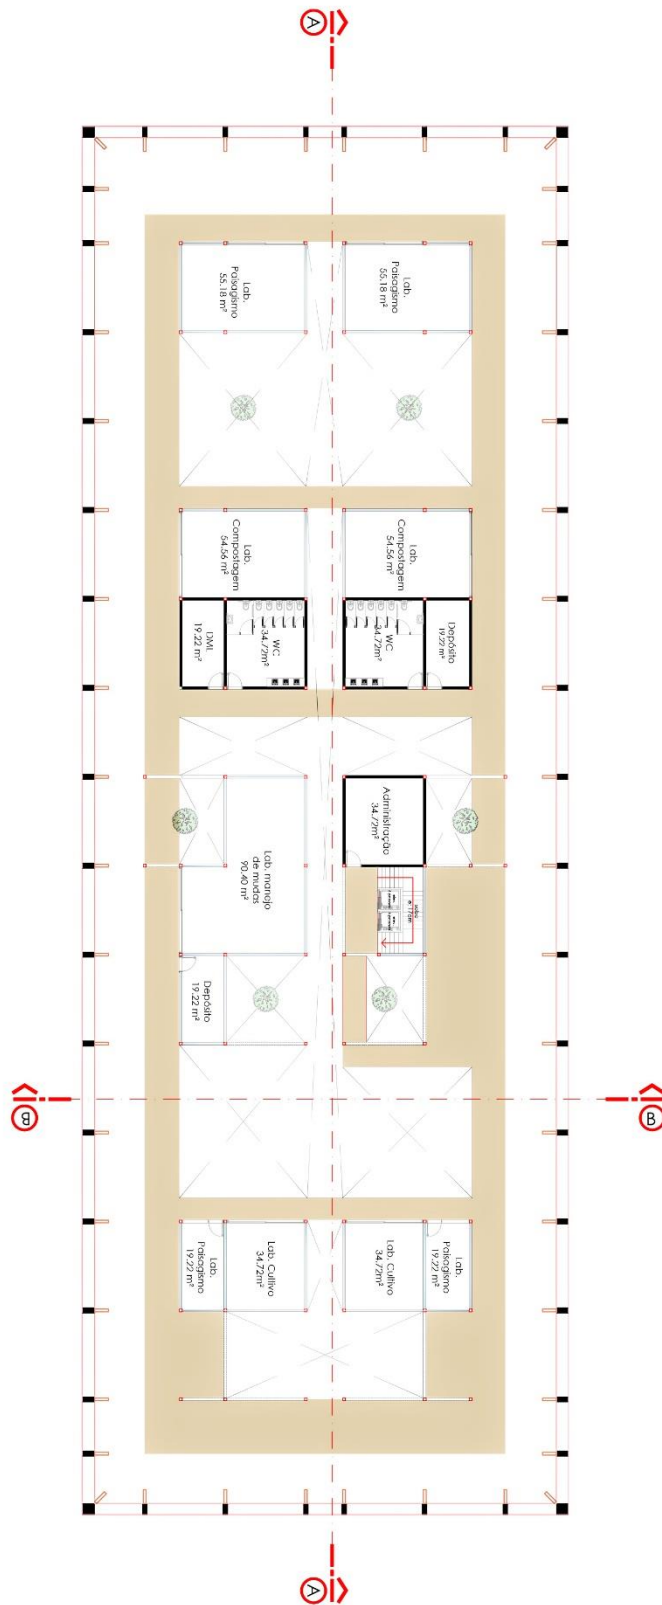 A
Lab.
Paisagismo
55.18 m²
Lab.
Paisagismo
55.18 m²
Lab.
Compostagem
54.56 m²
Lab.
Compostagem
54.56 m²
DML
19.22 m²
WC
34.72m²
WC
34.72m²
Depósito
19.22 m²
Administração
34.72m²
Lab. manejo
de mudas
90.40 m²
Depósito
19.22 m²
B
B
Lab.
Paisagismo
19.22 m²
Lab. Cultivo
34.72m²
Lab. Cultivo
34.72m²
Lab.
Paisagismo
19.22 m²
A